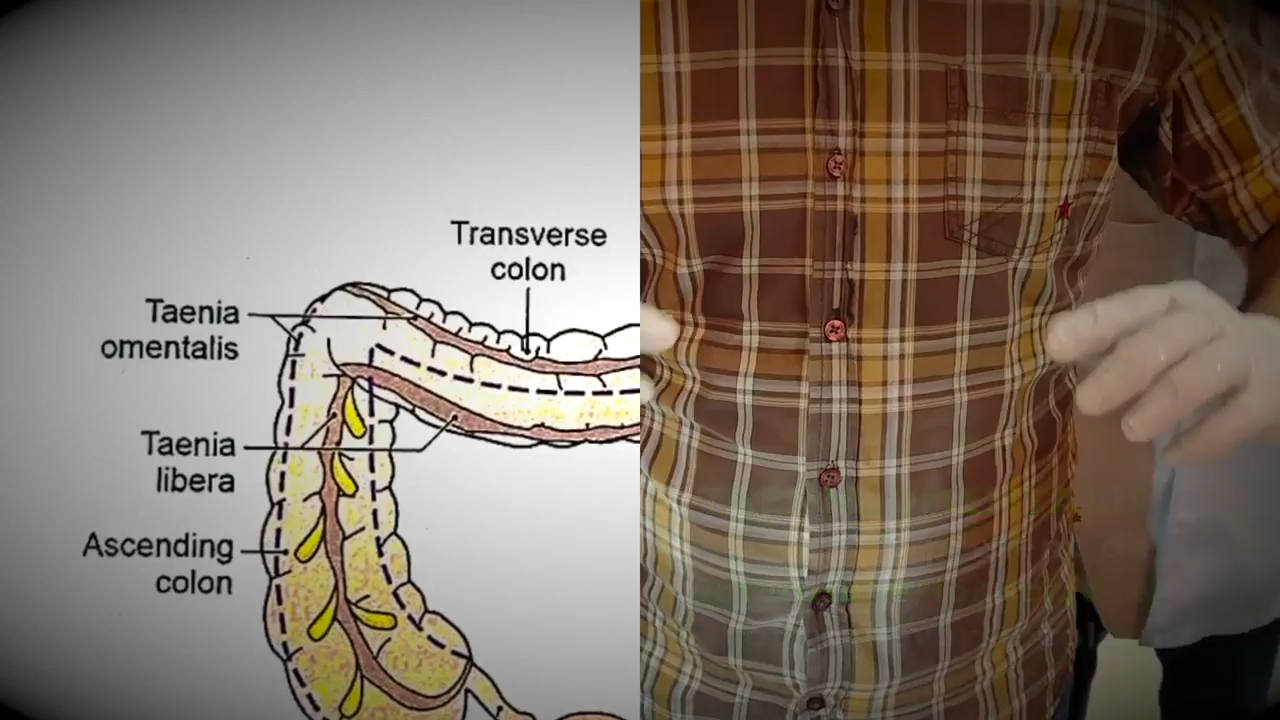 Transverse
colon
Taenia
omentalis
Taenia
libera
Ascending
colon